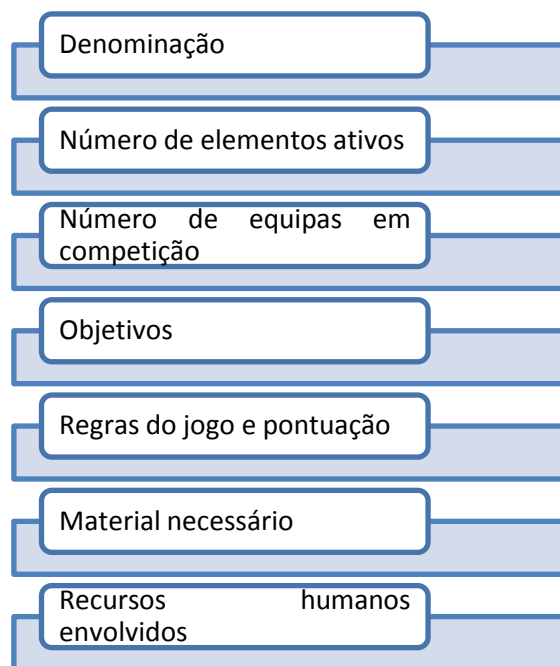 Denominação
Número de elementos ativos
Número de equipas em
competição
Objetivos
Regras do jogo e pontuação
Material necessário
Recursos humanos
envolvidos